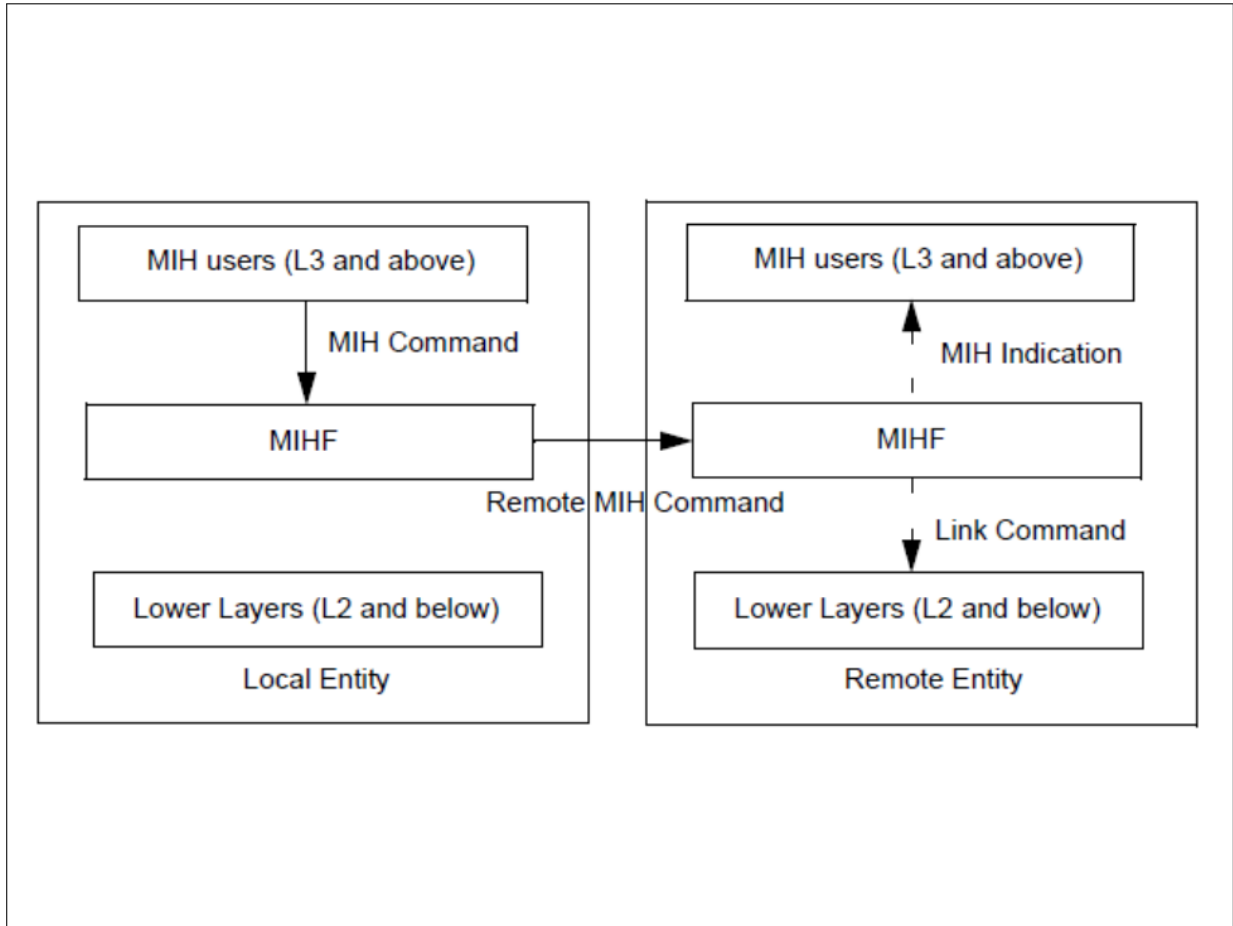 MIH users (L3 and above)
MIH Command
MIHF
Lower Layers (L2 and below)
Local Entity
Remote MIH Command
MIH users (L3 and above)
MIH Indication
MIHF
Link Command
Lower Layers (L2 and below)
Remote Entity